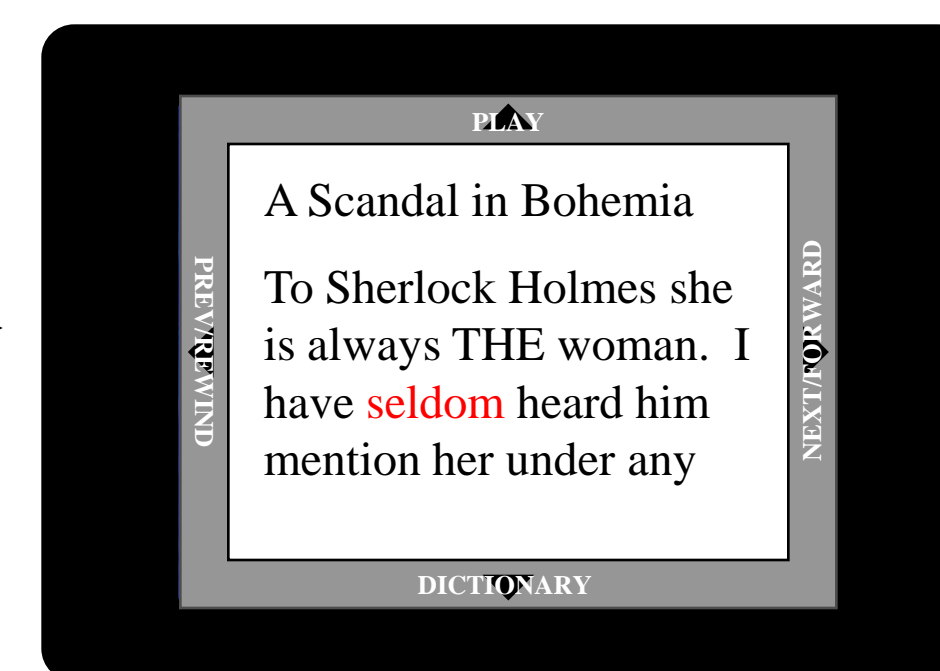 PLAY
A Scandal in Bohemia
To Sherlock Holmes she
is always THE woman. I
have seldom heard him
mention her under any
PREV/REWIND
NEXT/FORWARD
DICTIONARY